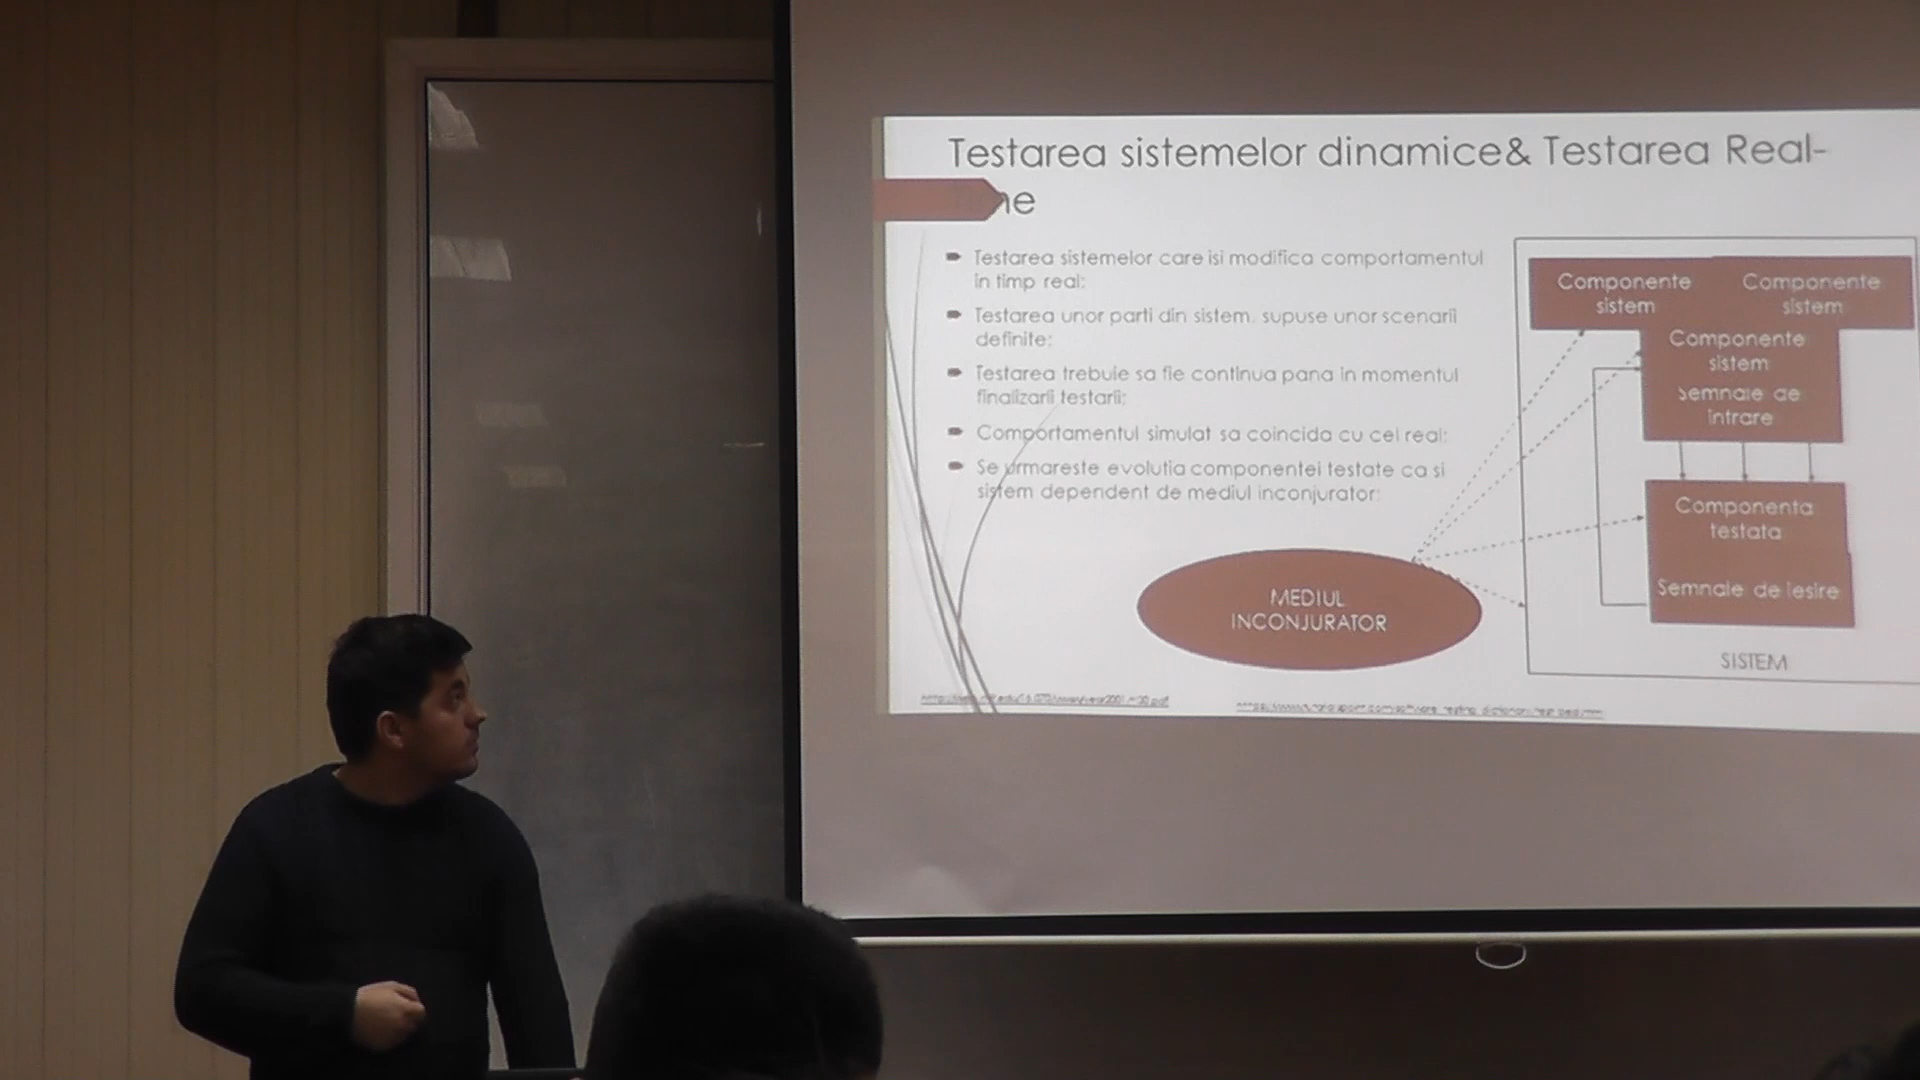 Testarea sistemelor dinamice& Testarea Real-
Testarea sistemelor care isi modifica comportamentul
in timp real;
Testarea unor parti din sistem, supuse unor scenarii
definite;
Testarea trebuie sa fie continua pana in momentul
finalizarii testarii;
Comportamentul simulat sa coincida cu cel real;
Se urmareste evolutia componentei testate ca si
sistem dependent de mediul inconjurator;
MEDIUL
INCONJURATOR
Componente
sistem
Componente
sistem
Componente
sistem
Semnale de
intrare
Componenta
testata
Semnale de iesire
SISTEM